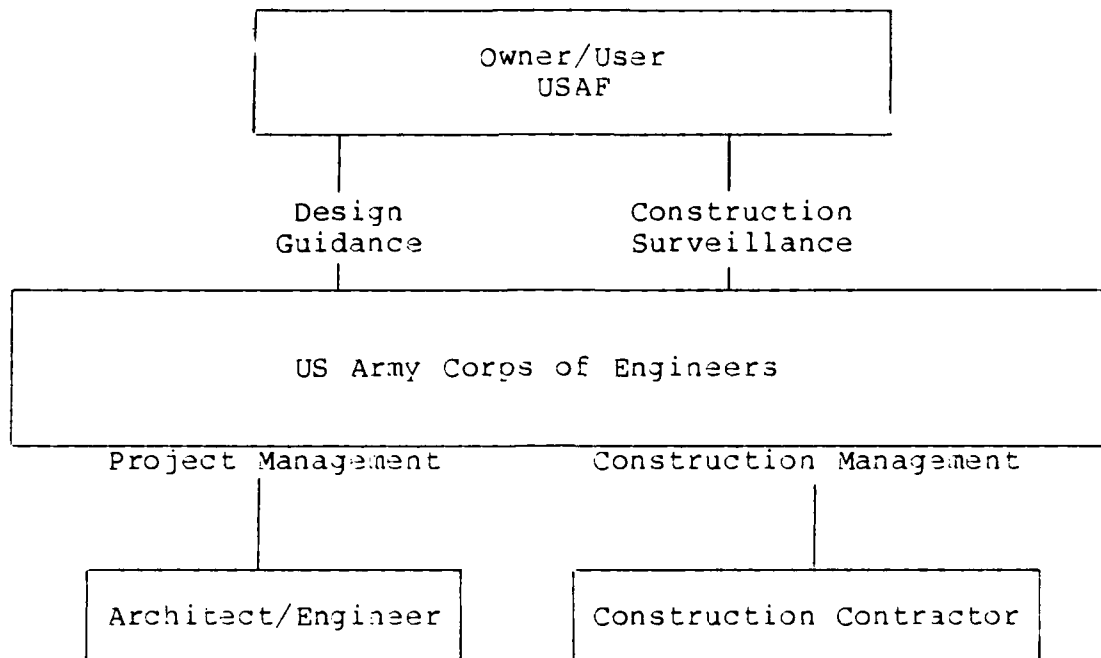 Owner/User
USAF
Design
Guidance
Construction
Surveillance
US Army Corps of Engineers
Project Management
Construction Management
Architect/Engineer
Construction Contractor